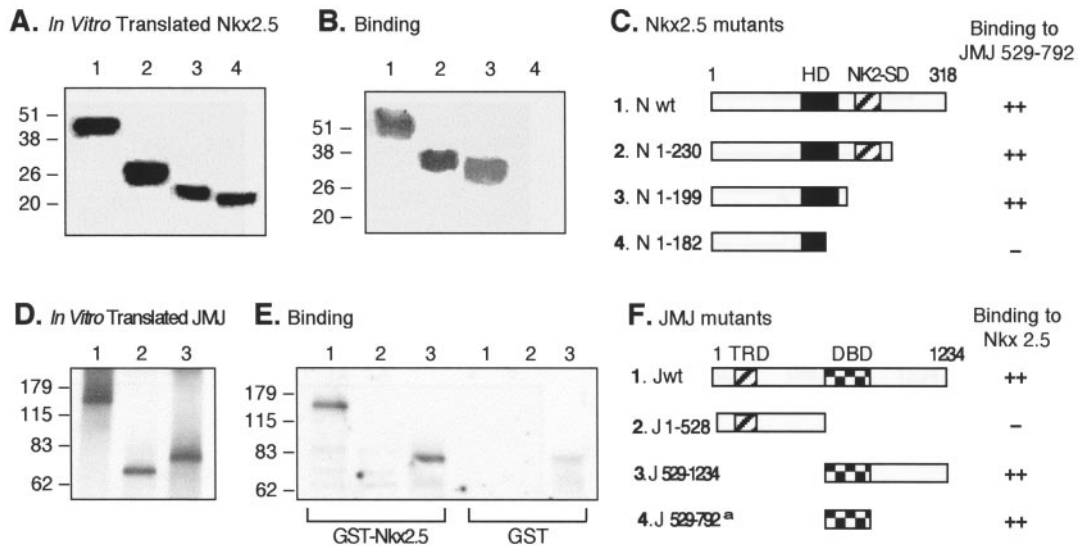 A. In Vitro Translated Nkx2.5
1 2 3 4
51 –
38 –
26 –
20 –
B. Binding
1 2 3 4
51 –
38 –
26 –
20 –
C. Nkx2.5 mutants
Binding to
JMJ 529-792
1 HD NK2-SD 318
1. N wt ++
2. N 1-230 ++
3. N 1-199 ++
4. N 1-182 –
D. In Vitro Translated JMJ
1 2 3
179 –
115 –
83 –
62 –
E. Binding
1 2 3 1 2 3
179 –
115 –
83 –
62 –
GST-Nkx2.5 GST
F. JMJ mutants
Binding to
Nkx 2.5
1 TRD DBD 1234
1. Jwt ++
2. J 1-528 –
3. J 529-1234 ++
4. J 529-792 a ++